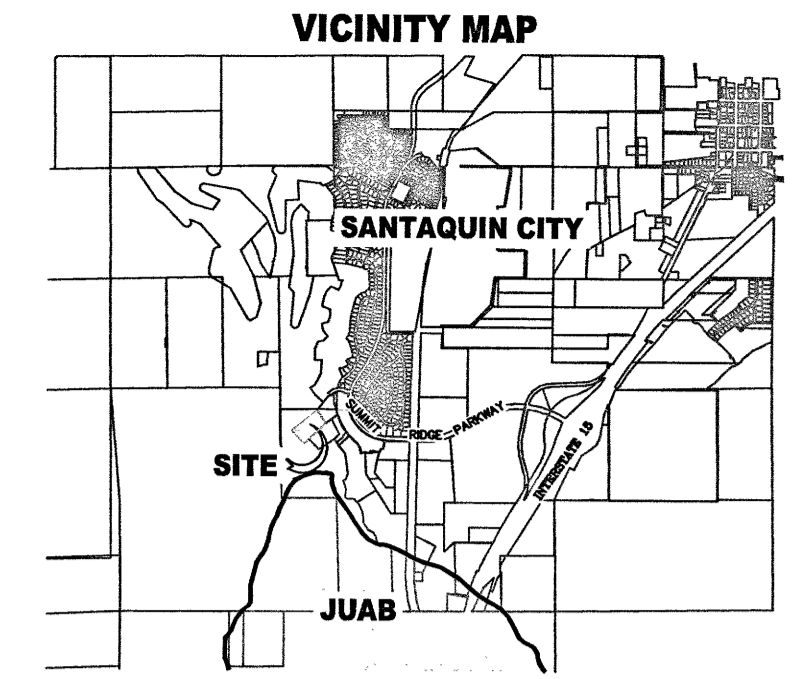 VICINITY MAP
SANTAQUIN CITY
SUMMIT RIDGE PARKWAY
SITE
INTERSTATE 15
JUAB